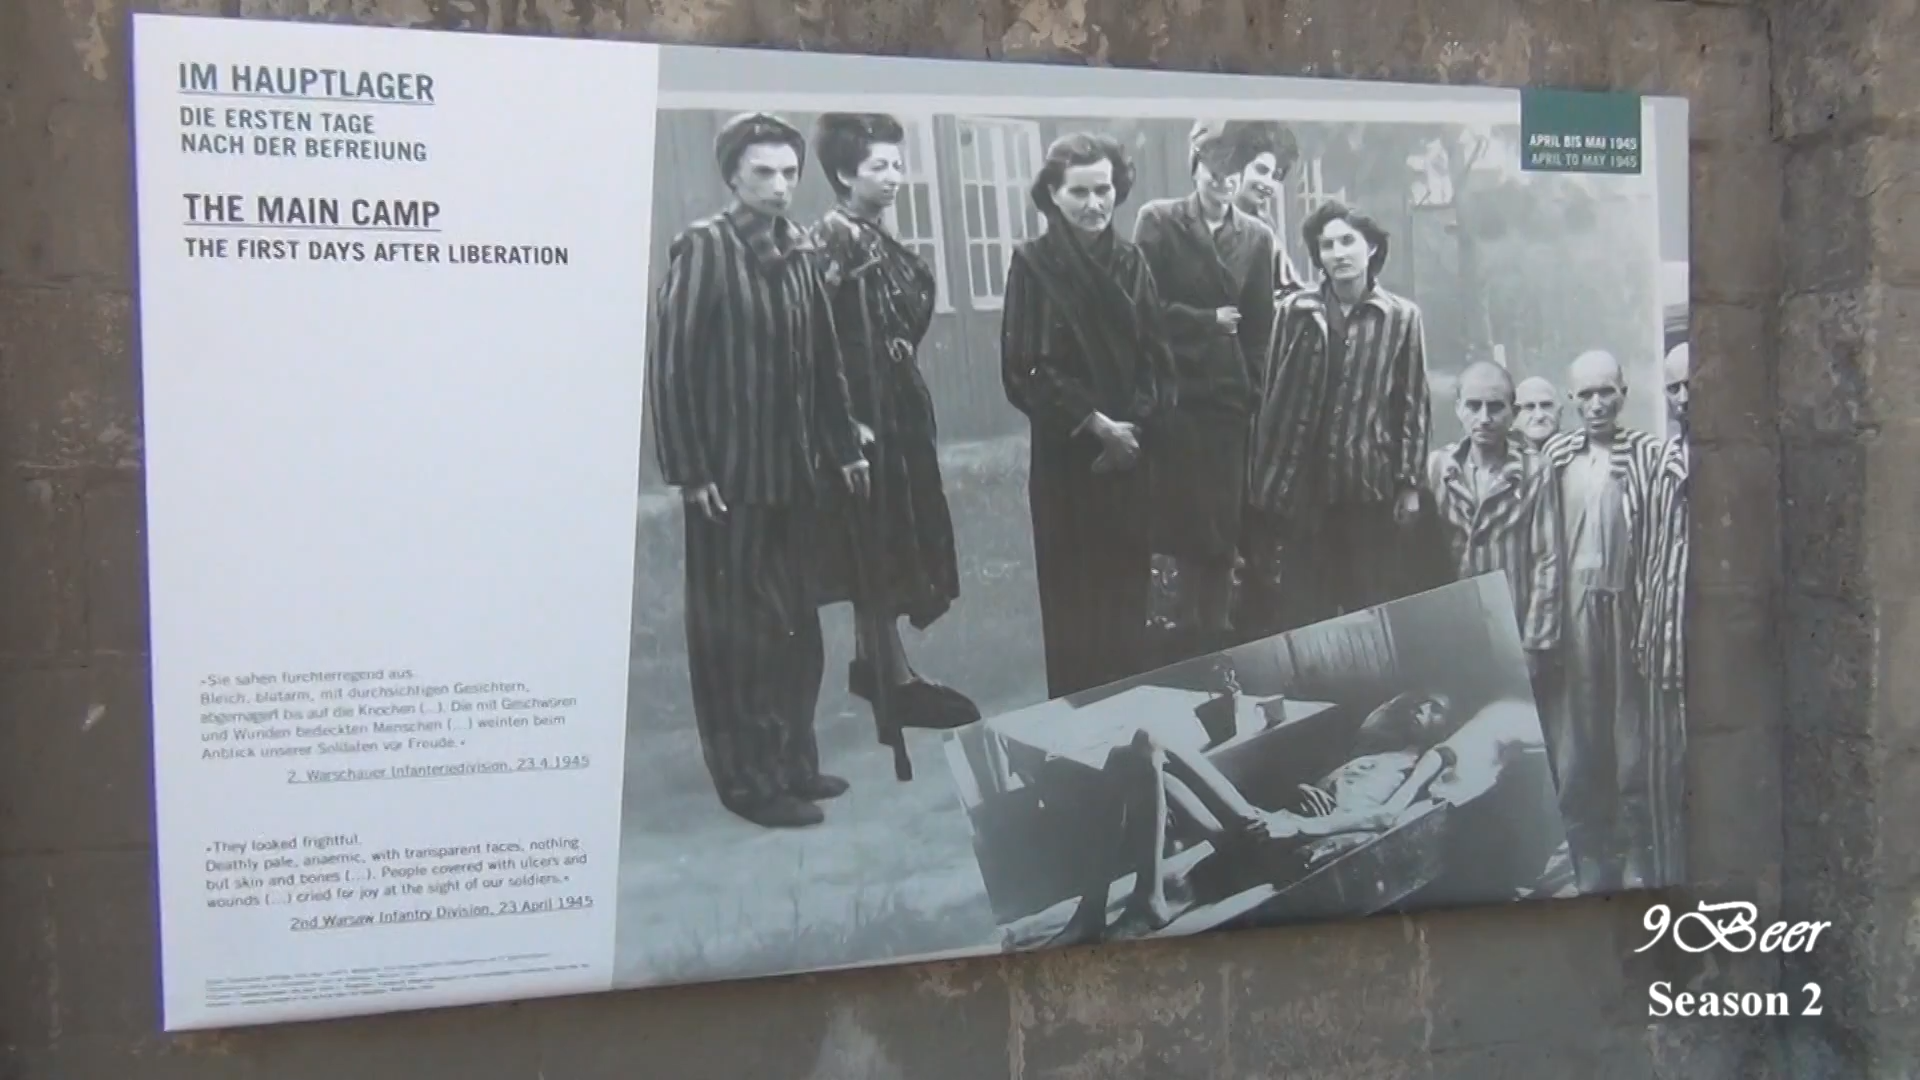 IM HAUPTLAGER
DIE ERSTEN TAGE
NACH DER BEFREIUNG
THE MAIN CAMP
THE FIRST DAYS AFTER LIBERATION
APRIL BIS MAI 1945
APRIL TO MAY 1945
»Sie sahen furchterregend aus.
Bleich, blutarm, mit durchsichtigen Gesichtern,
abgemagert bis auf die Knochen (...). Die mit Geschwüren
und Wunden bedeckten Menschen (...) weinten beim
Anblick unserer Soldaten vor Freude.«
2. Warschauer Infanteriedivision, 23.4.1945
»They looked frightful.
Deathly pale, anaemic, with transparent faces, nothing
but skin and bones (...). People covered with ulcers and
wounds (...) cried for joy at the sight of our soldiers.«
2nd Warsaw Infantry Division, 23 April 1945
9Beer
Season 2